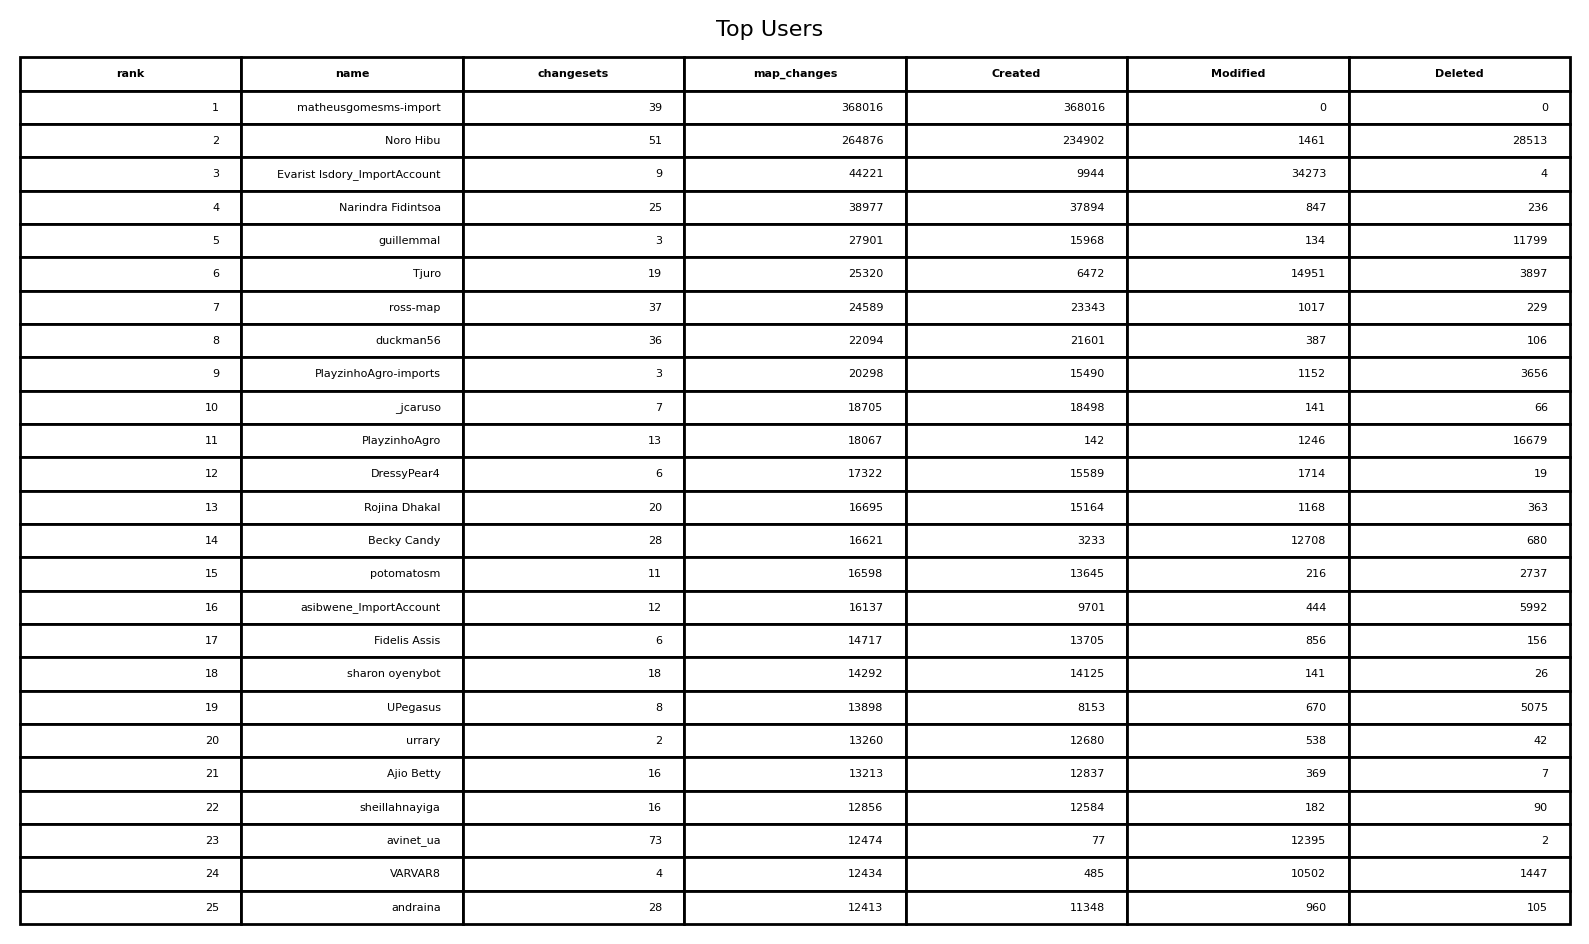 Top Users
rank name changesets map_changes Created Modified Deleted
1 matheusgomesms-import 39 368016 368016 0 0
2 Noro Hibu 51 264876 234902 1461 28513
3 Evarist Isdory_ImportAccount 9 44221 9944 34273 4
4 Narindra Fidintsoa 25 38977 37894 847 236
5 guillemmal 3 27901 15968 134 11799
6 Tjuro 19 25320 6472 14951 3897
7 ross-map 37 24589 23343 1017 229
8 duckman56 36 22094 21601 387 106
9 PlayzinhoAgro-imports 3 20298 15490 1152 3656
10 _jcaruso 7 18705 18498 141 66
11 PlayzinhoAgro 13 18067 142 1246 16679
12 DressyPear4 6 17322 15589 1714 19
13 Rojina Dhakal 20 16695 15164 1168 363
14 Becky Candy 28 16621 3233 12708 680
15 potomatosm 11 16598 13645 216 2737
16 asibwene_ImportAccount 12 16137 9701 444 5992
17 Fidelis Assis 6 14717 13705 856 156
18 sharon oyenybot 18 14292 14125 141 26
19 UPegasus 8 13898 8153 670 5075
20 urrary 2 13260 12680 538 42
21 Ajio Betty 16 13213 12837 369 7
22 sheillahnayiga 16 12856 12584 182 90
23 avinet_ua 73 12474 77 12395 2
24 VARVAR8 4 12434 485 10502 1447
25 andraina 28 12413 11348 960 105